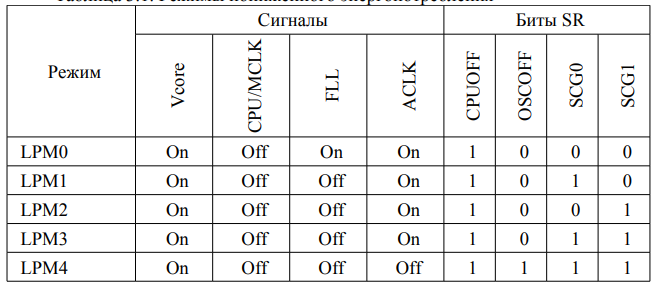 Таблица 3.1. Режимы пониженного энергопотребления
Режим Сигналы Биты SR
Vcore CPU/MCLK FLL ACLK CPUOFF OSCOFF SCG0 SCG1
LPM0 On Off On On 1 0 0 0
LPM1 On Off Off On 1 0 1 0
LPM2 On Off Off On 1 0 0 1
LPM3 On Off Off On 1 0 1 1
LPM4 On Off Off Off 1 1 1 1